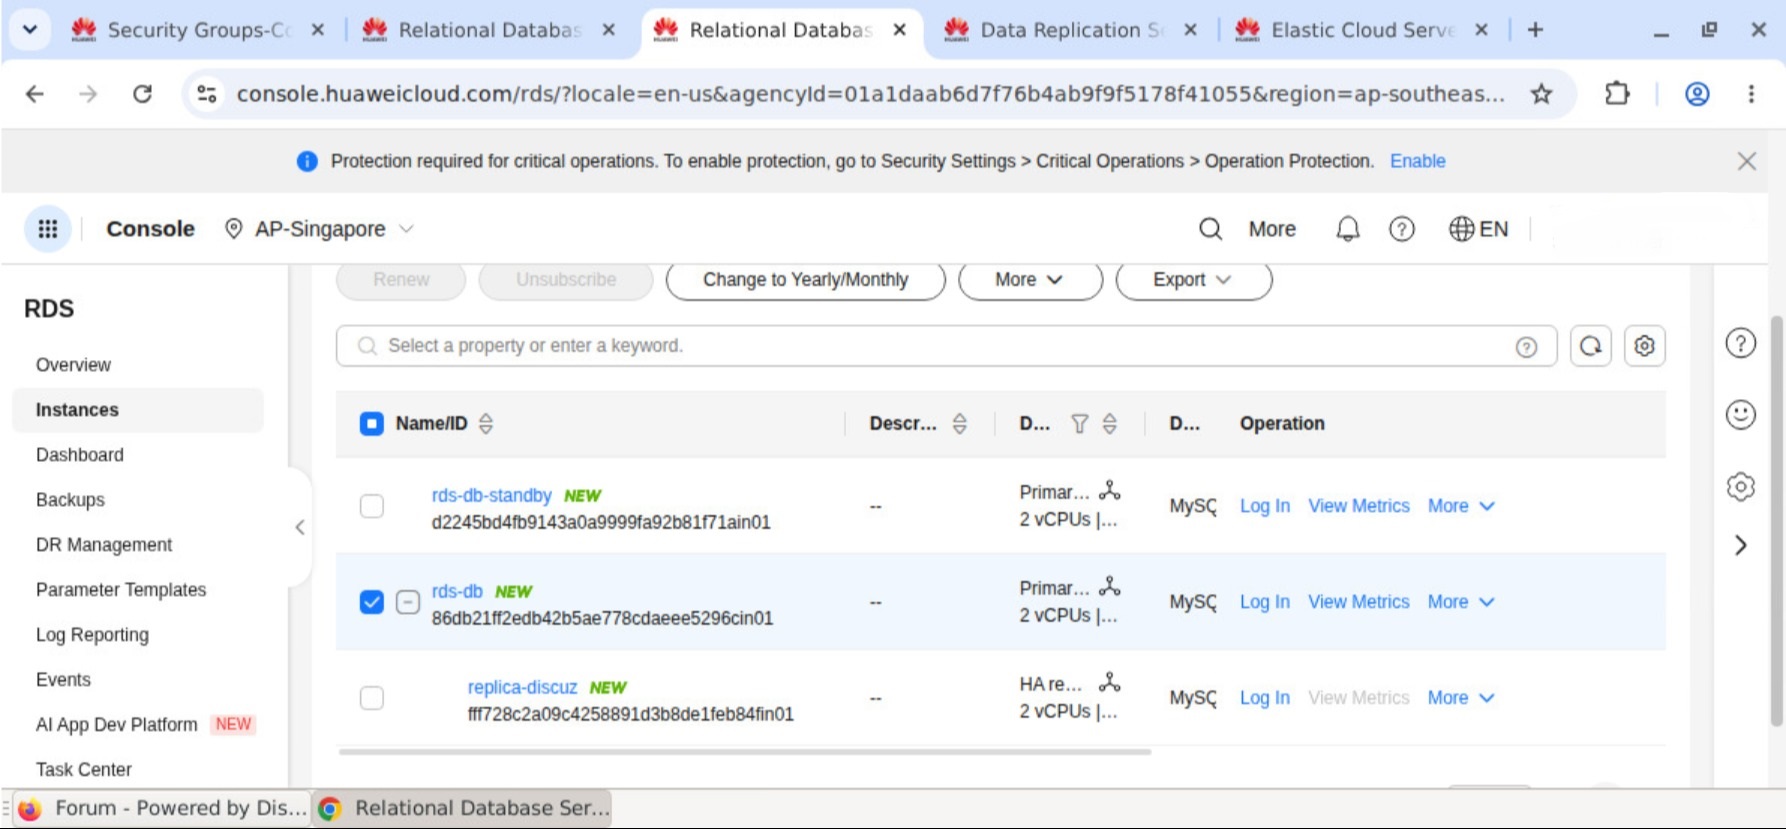 Security Groups-Co
Relational Databas
Relational Databas
Data Replication Se
Elastic Cloud Serve
console.huaweicloud.com/rds/?locale=en-us&agencyId=01a1daab6d7f76b4ab9f9f5178f41055&region=ap-southeas...
Protection required for critical operations. To enable protection, go to Security Settings > Critical Operations > Operation Protection. Enable
Console
AP-Singapore
More
EN
RDS
Overview
Instances
Dashboard
Backups
DR Management
Parameter Templates
Log Reporting
Events
AI App Dev Platform NEW
Task Center
Renew
Unsubscribe
Change to Yearly/Monthly
More
Export
Select a property or enter a keyword.
Name/ID
Descr...
D...
D...
Operation
rds-db-standby NEW
d2245bd4fb9143a0a9999fa92b81f71ain01
--
Primar...
2 vCPUs |...
MySQ
Log In View Metrics More
rds-db NEW
86db21ff2edb42b5ae778cdaeee5296cin01
--
Primar...
2 vCPUs |...
MySQ
Log In View Metrics More
replica-discuz NEW
fff728c2a09c4258891d3b8de1feb84fin01
--
HA re...
2 vCPUs |...
MySQ
Log In View Metrics More
Forum - Powered by Dis...
Relational Database Ser...